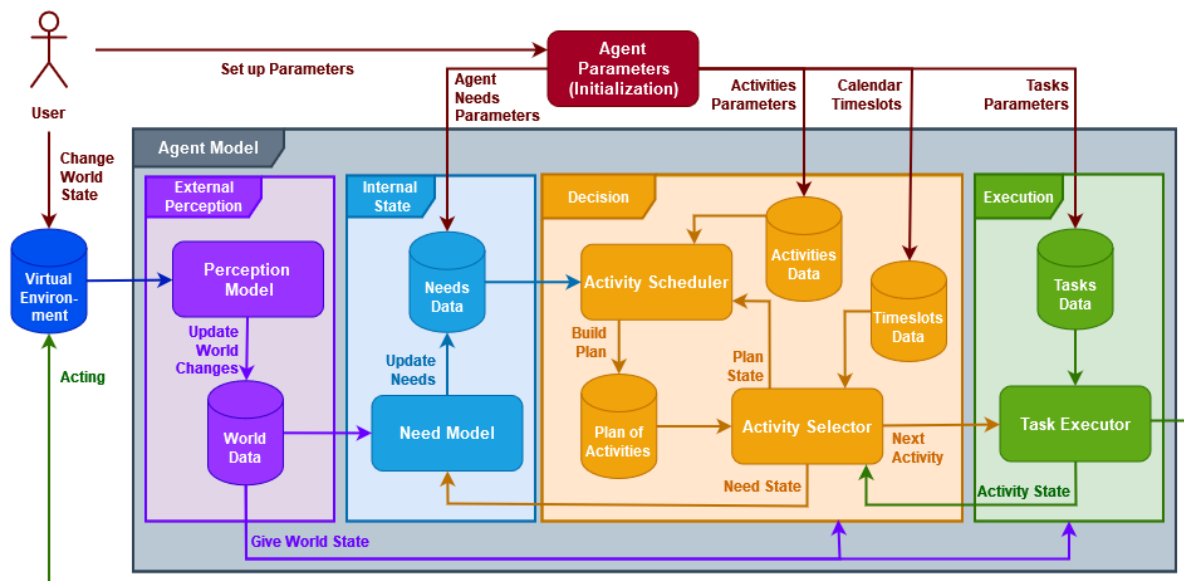 Agent
Parameters
(Initialization)
Set up Parameters
User
Agent
Needs
Parameters
Activities
Parameters
Calendar
Timeslots
Tasks
Parameters
Change
World
State
Agent Model
External
Perception
Internal
State
Decision
Execution
Virtual
Environ-
ment
Perception
Model
Needs
Data
Activity Scheduler
Activities
Data
Timeslots
Data
Tasks
Data
Update
World
Changes
Update
Needs
Build
Plan
Plan
State
Acting
World
Data
Need Model
Plan of
Activities
Activity Selector
Next
Activity
Task Executor
Need State
Activity State
Give World State